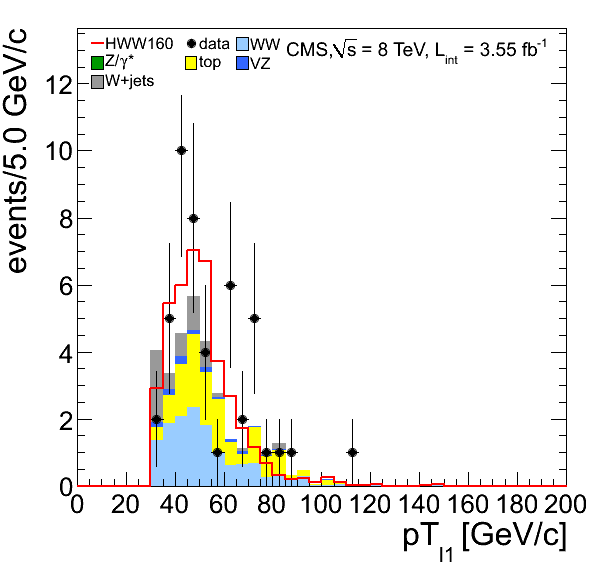 HWW160 data WW CMS,√s = 8 TeV, L_int = 3.55 fb⁻¹
Z/γ* top VZ
W+jets
events/5.0 GeV/c
12
10
8
6
4
2
0
0 20 40 60 80 100 120 140 160 180 200
pT_l1 [GeV/c]